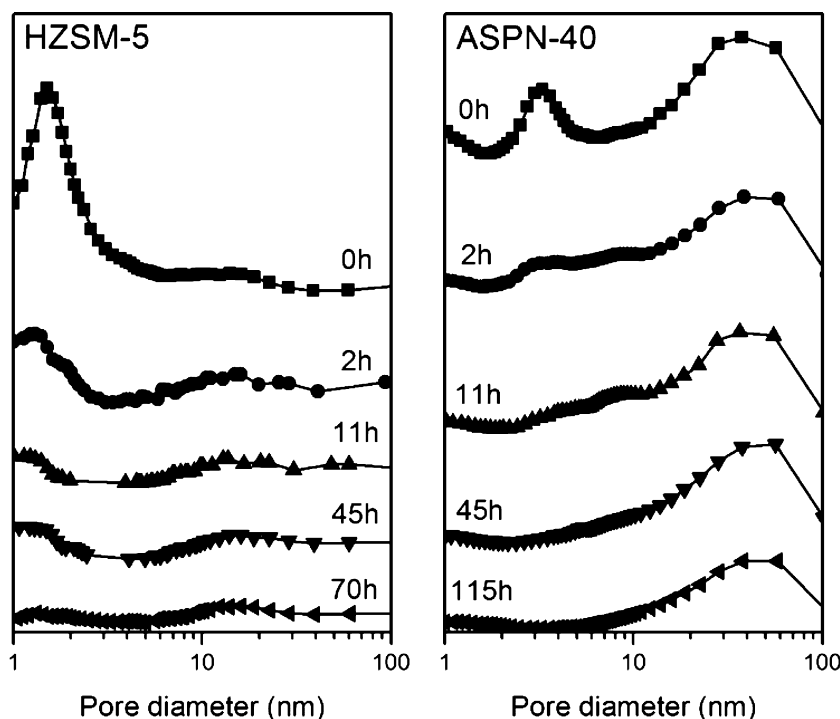 HZSM-5
0h
2h
11h
45h
70h
1 10 100
Pore diameter (nm)
ASPN-40
0h
2h
11h
45h
115h
1 10 100
Pore diameter (nm)